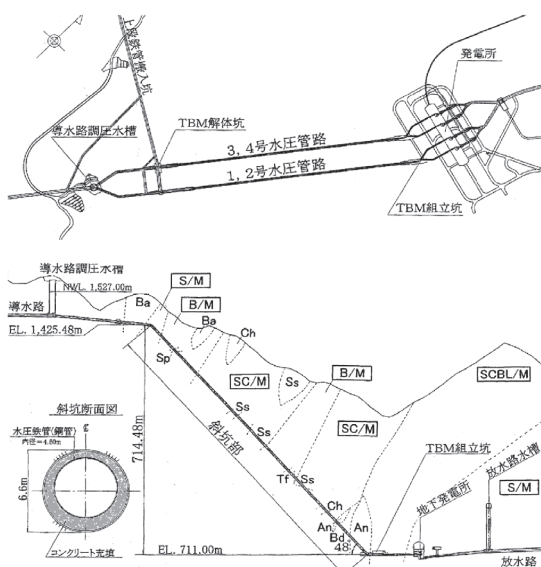 上段鉄管搬入坑
発電所
導水路調圧水槽
TBM解体坑
3,4号水圧管路
1,2号水圧管路
TBM組立坑
導水路調圧水槽
NWL. 1,527.00m
S/M
Ba
B/M
導水路
Ba
Ch
EL. 1,425.48m
Sp
B/M
SCBL/M
SC/M
Ss
Ss
SC/M
斜坑断面図
水圧鉄管(鋼管)
内径=4.80m
714.48m
斜坑部
Ss
TBM組立坑
放水路水槽
S/M
6.6m
Tf
Ss
地下発電所
Ch
An
An
Bd
48°
コンクリート充填
EL. 711.00m
放水路